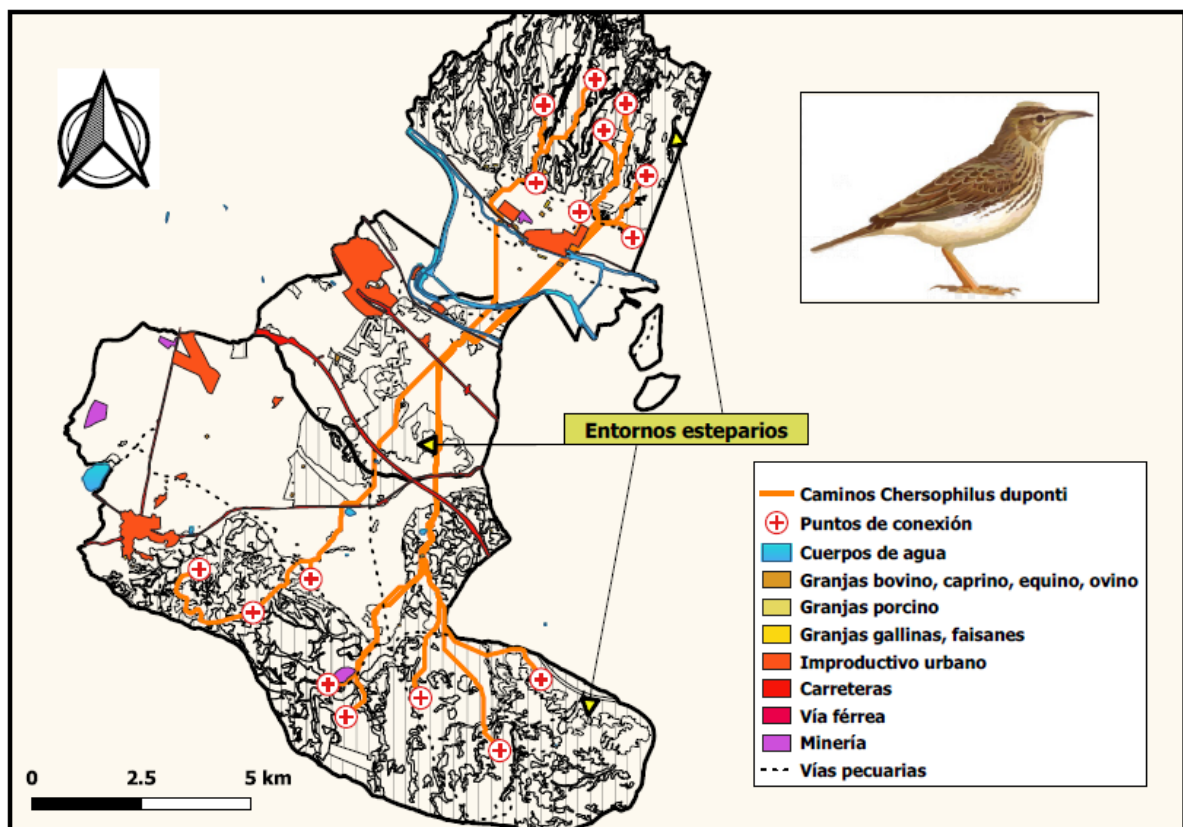 Entornos esteparios
Caminos Chersophilus duponti
Puntos de conexión
Cuerpos de agua
Granjas bovino, caprino, equino, ovino
Granjas porcino
Granjas gallinas, faisanes
Improductivo urbano
Carreteras
Vía férrea
Minería
Vías pecuarias
0 2.5 5 km